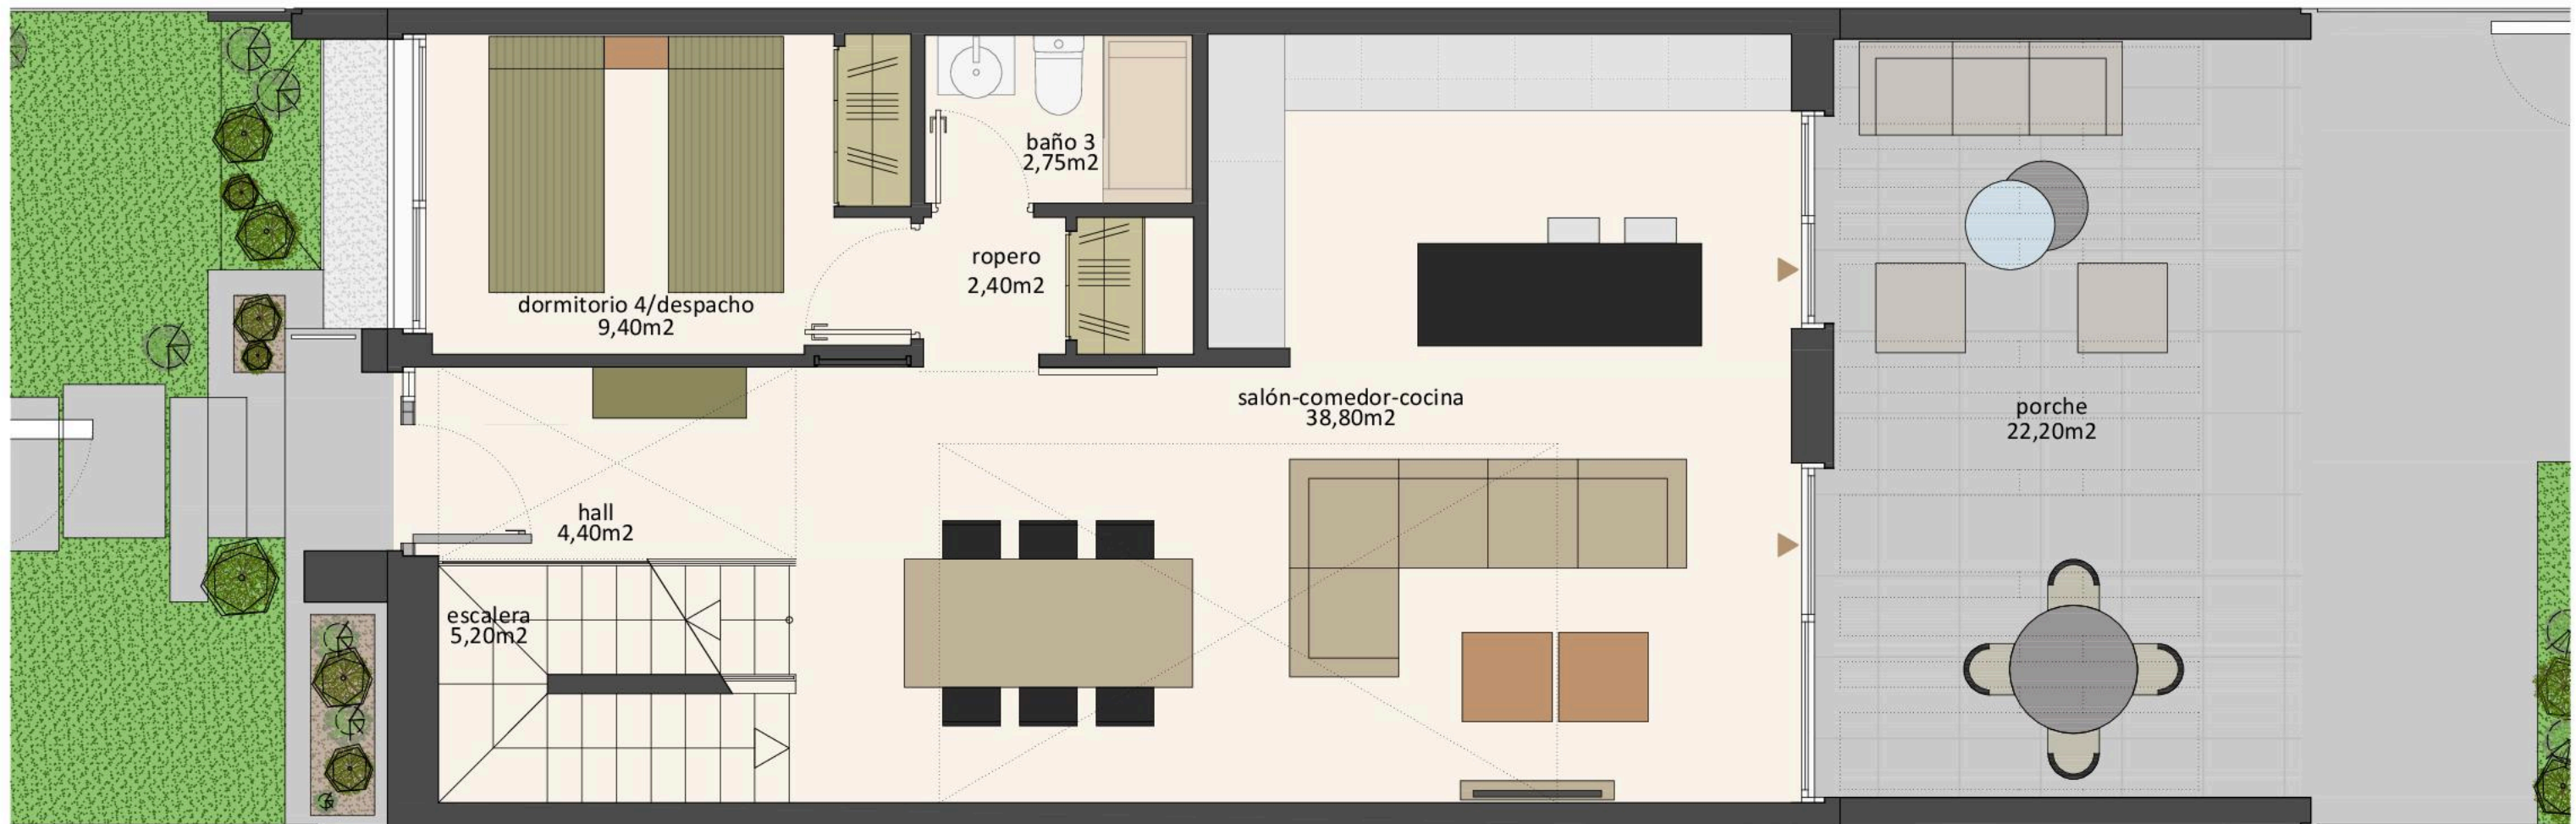 baño 3
2,75m2
ropero
2,40m2
dormitorio 4/despacho
9,40m2
salón-comedor-cocina
38,80m2
porche
22,20m2
hall
4,40m2
escalera
5,20m2